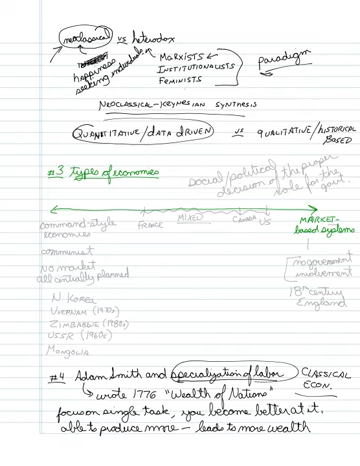 neoclassical vs heterodox
happiness seeking individuals
MARXISTS
INSTITUTIONALISTS
FEMINISTS
paradigm
NEOCLASSICAL-KEYNESIAN SYNTHESIS
QUANTITATIVE/DATA DRIVEN vs QUALITATIVE/HISTORICAL BASED
#3 types of economies
social/political the proper
decision of role for the gov.
FRANCE MIXED CANADA US
command-style economies
MARKET-based systems
communist
No market
all centrally planned
no government involvement
18th century England
N. Korea
VIETNAM (1970s)
ZIMBABWE (1980s)
USSR (1960s)
MONGOLIA
#4 Adam Smith and specialization of labor CLASSICAL ECON.
wrote 1776 "Wealth of Nations"
focus on single task, you become better at it.
able to produce more - leads to more wealth